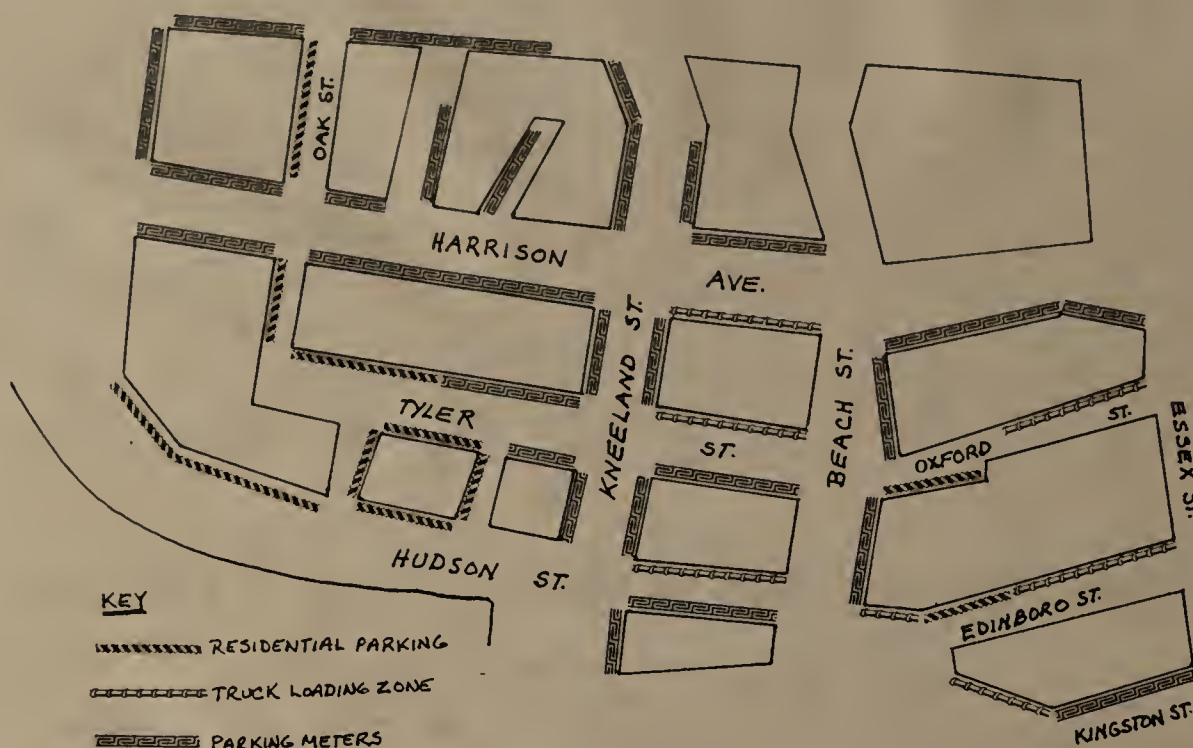 OAK ST.
HARRISON
AVE.
KNEELAND ST.
BEACH ST.
ESSEX ST.
TYLER
ST.
OXFORD
ST.
HUDSON
ST.
EDINBORO ST.
KINGSTON ST.
KEY
RESIDENTIAL PARKING
TRUCK LOADING ZONE
PARKING METERS